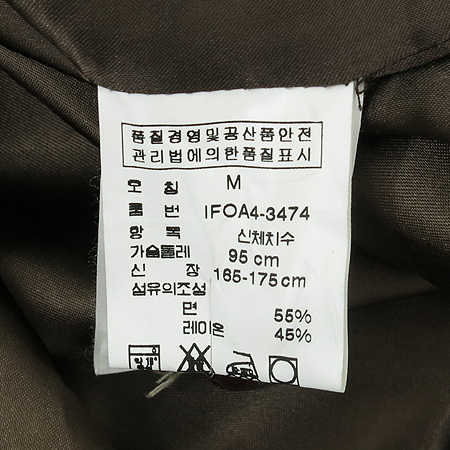 품질경영및공산품안전
관리법에의한품질표시
호 칭 M
품 번 IFOA4-3474
항 목 신체치수
가슴둘레 95 cm
신 장 165-175cm
섬유의조성
면 55%
레이온 45%